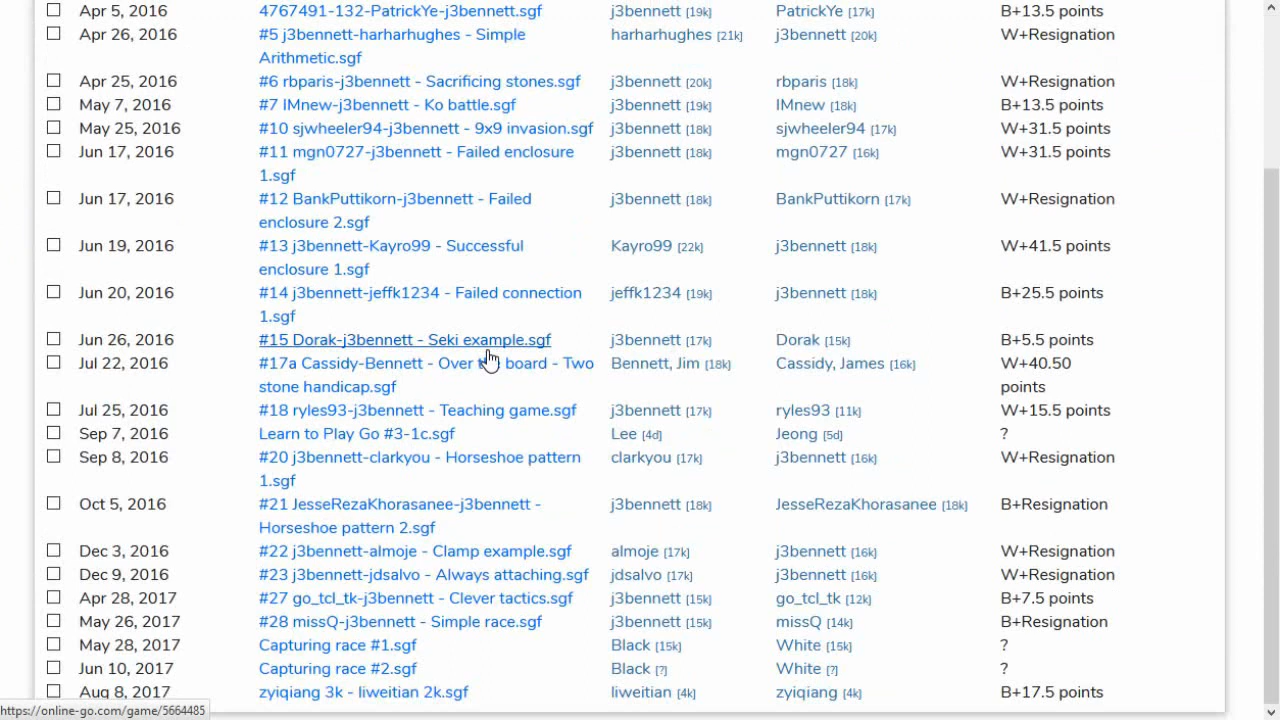 Apr 5, 2016 4767491-132-PatrickYe-j3bennett.sgf j3bennett [19k] PatrickYe [17k] B+13.5 points
Apr 26, 2016 #5 j3bennett-harharhughes - Simple harharhughes [21k] j3bennett [20k] W+Resignation
Arithmetic.sgf
Apr 25, 2016 #6 rbparis-j3bennett - Sacrificing stones.sgf j3bennett [20k] rbparis [18k] W+Resignation
May 7, 2016 #7 IMnew-j3bennett - Ko battle.sgf j3bennett [19k] IMnew [18k] B+13.5 points
May 25, 2016 #10 sjwheeler94-j3bennett - 9x9 invasion.sgf j3bennett [18k] sjwheeler94 [17k] W+31.5 points
Jun 17, 2016 #11 mgn0727-j3bennett - Failed enclosure j3bennett [18k] mgn0727 [16k] W+31.5 points
1.sgf
Jun 17, 2016 #12 BankPuttikorn-j3bennett - Failed j3bennett [18k] BankPuttikorn [17k] W+Resignation
enclosure 2.sgf
Jun 19, 2016 #13 j3bennett-Kayro99 - Successful Kayro99 [22k] j3bennett [18k] W+41.5 points
enclosure 1.sgf
Jun 20, 2016 #14 j3bennett-jeffk1234 - Failed connection jeffk1234 [19k] j3bennett [18k] B+25.5 points
1.sgf
Jun 26, 2016 #15 Dorak-j3bennett - Seki example.sgf j3bennett [17k] Dorak [15k] B+5.5 points
Jul 22, 2016 #17a Cassidy-Bennett - Over the board - Two Bennett, Jim [18k] Cassidy, James [16k] W+40.50
stone handicap.sgf points
Jul 25, 2016 #18 ryles93-j3bennett - Teaching game.sgf j3bennett [17k] ryles93 [11k] W+15.5 points
Sep 7, 2016 Learn to Play Go #3-1c.sgf Lee [4d] Jeong [5d] ?
Sep 8, 2016 #20 j3bennett-clarkyou - Horseshoe pattern clarkyou [17k] j3bennett [16k] W+Resignation
1.sgf
Oct 5, 2016 #21 JesseRezaKhorasanee-j3bennett - j3bennett [18k] JesseRezaKhorasanee [18k] B+Resignation
Horseshoe pattern 2.sgf
Dec 3, 2016 #22 j3bennett-almoje - Clamp example.sgf almoje [17k] j3bennett [16k] W+Resignation
Dec 9, 2016 #23 j3bennett-jdsalvo - Always attaching.sgf jdsalvo [17k] j3bennett [16k] W+Resignation
Apr 28, 2017 #27 go_tcl_tk-j3bennett - Clever tactics.sgf j3bennett [15k] go_tcl_tk [12k] B+7.5 points
May 26, 2017 #28 missQ-j3bennett - Simple race.sgf j3bennett [15k] missQ [14k] B+Resignation
May 28, 2017 Capturing race #1.sgf Black [15k] White [15k] ?
Jun 10, 2017 Capturing race #2.sgf Black [?] White [?] ?
Aug 8, 2017 zyiqiang 3k - liweitian 2k.sgf liweitian [4k] zyiqiang [4k] B+17.5 points
https://online-go.com/game/5664485